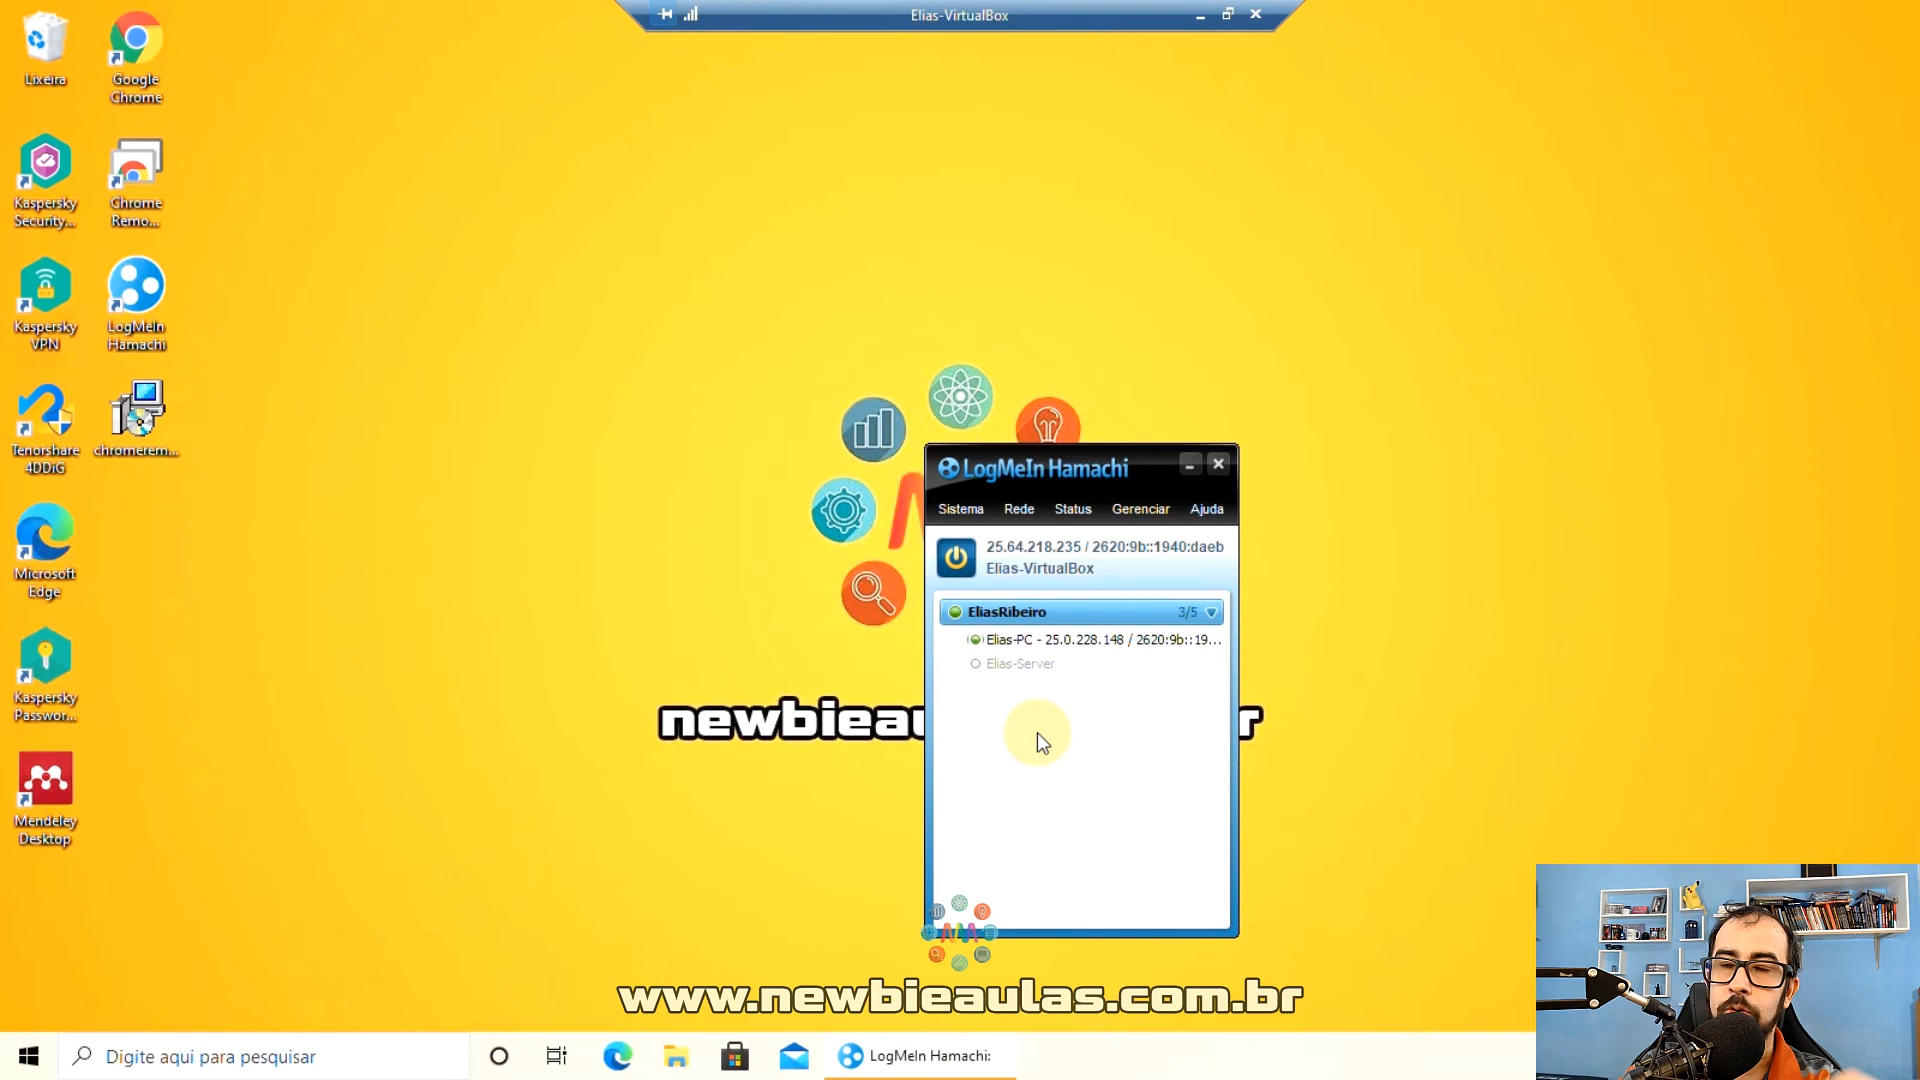 Elias-VirtualBox
Lixeira
Google
Chrome
Kaspersky
Security...
Chrome
Remo...
Kaspersky
VPN
LogMeIn
Hamachi
Tenorshare
4DDiG
chromerem...
Microsoft
Edge
Kaspersky
Passwor...
Mendeley
Desktop
LogMeIn Hamachi
Sistema Rede Status Gerenciar Ajuda
25.64.218.235 / 2620:9b::1940:daeb
Elias-VirtualBox
EliasRibeiro 3/5
Elias-PC - 25.0.228.148 / 2620:9b::19...
Elias-Server
newbieau r
www.newbieaulas.com.br
Digite aqui para pesquisar
LogMeIn Hamachi: